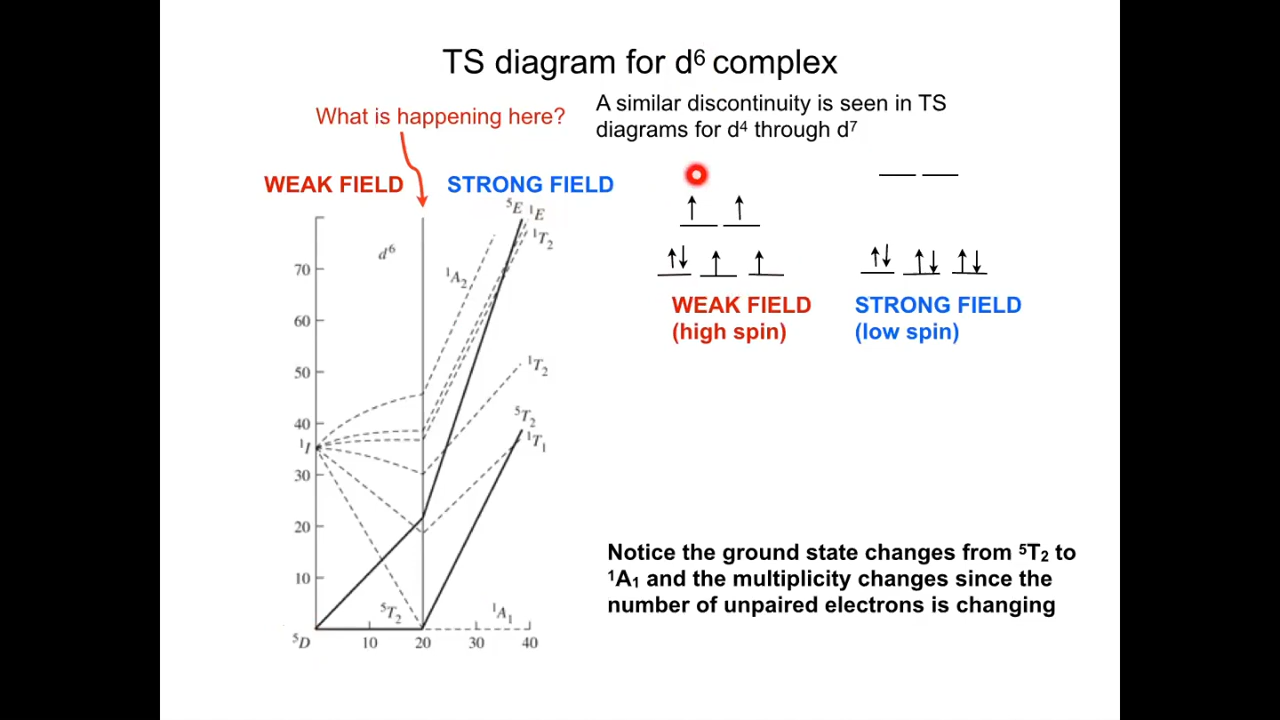 TS diagram for d⁶ complex
What is happening here?
A similar discontinuity is seen in TS
diagrams for d⁴ through d⁷
WEAK FIELD
STRONG FIELD
⁵E ¹E
¹T₂
d⁶
¹A₂
70
60
50
¹T₂
40
⁵T₂
¹I
¹T₁
30
20
10
⁵T₂
¹A₁
⁵D
10
20
30
40
WEAK FIELD
(high spin)
STRONG FIELD
(low spin)
Notice the ground state changes from ⁵T₂ to
¹A₁ and the multiplicity changes since the
number of unpaired electrons is changing